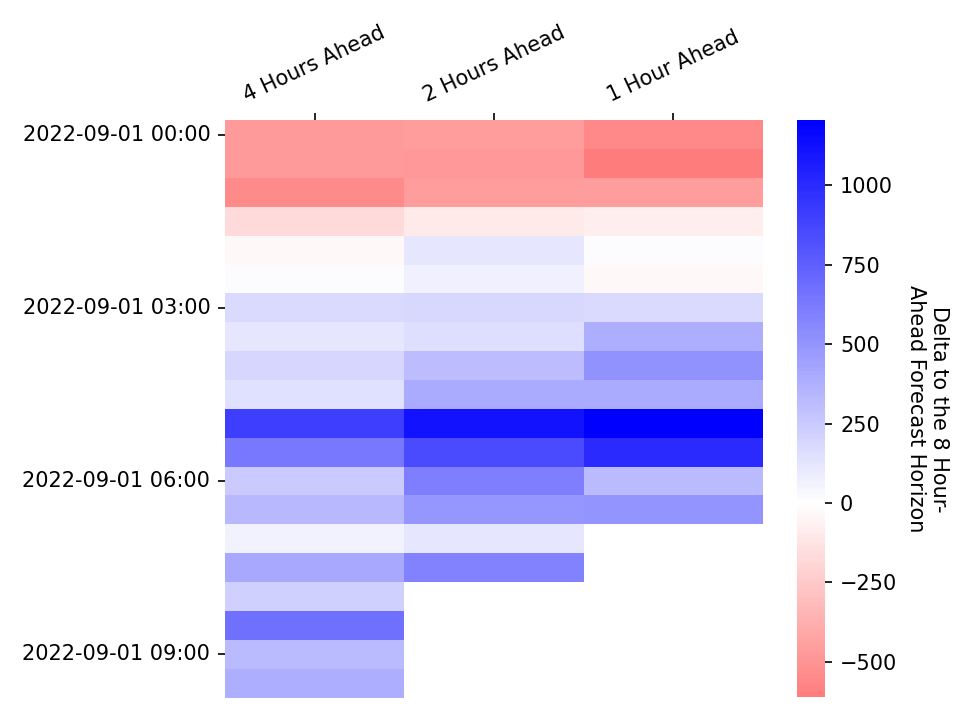 4 Hours Ahead
2 Hours Ahead
1 Hour Ahead
2022-09-01 00:00
2022-09-01 03:00
2022-09-01 06:00
2022-09-01 09:00
1000
750
500
250
0
−250
−500
Delta to the 8 Hour-
Ahead Forecast Horizon